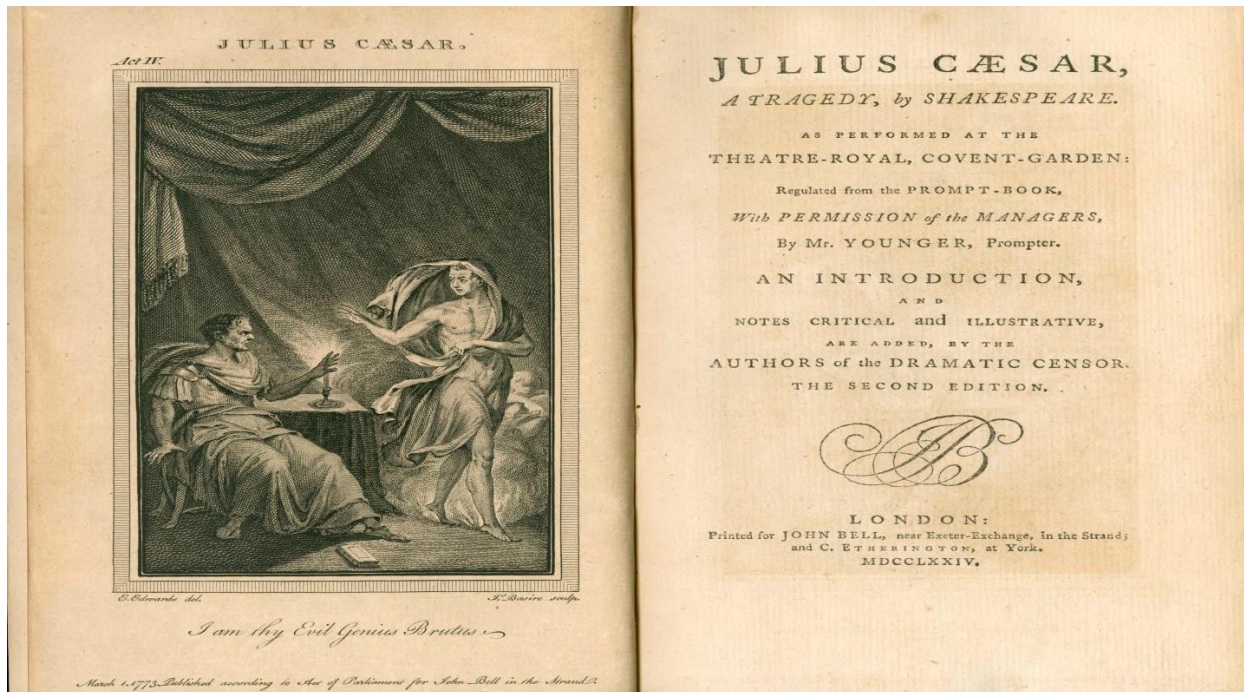 JULIUS CÆSAR.
Act IV.
E. Edwards del.
J. Basire sculp.
I am thy Evil Genius Brutus
March 1. 1773. Published according to Act of Parliament for John Bell in the Strand.
JULIUS CÆSAR,
A TRAGEDY, by SHAKESPEARE.
AS PERFORMED AT THE
THEATRE-ROYAL, COVENT-GARDEN:
Regulated from the PROMPT-BOOK,
With PERMISSION of the MANAGERS,
By Mr. YOUNGER, Prompter.
AN INTRODUCTION,
AND
NOTES CRITICAL and ILLUSTRATIVE,
ARE ADDED, BY THE
AUTHORS of the DRAMATIC CENSOR.
THE SECOND EDITION.
JB
LONDON:
Printed for JOHN BELL, near Exeter-Exchange, in the Strand;
and C. ETHERINGTON, at York.
MDCCLXXIV.